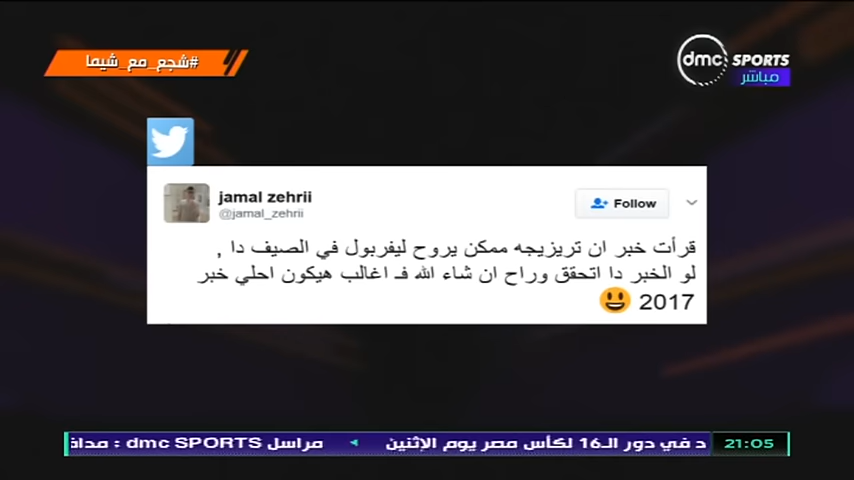 #شجع_مع_شيما
dmc SPORTS
مباشر
jamal zehrii
@jamal_zehrii
Follow
قرأت خبر ان تريزيجه ممكن يروح ليفربول في الصيف دا ,
لو الخبر دا اتحقق وراح ان شاء الله فـ اغالب هيكون احلي خبر
2017 😃
21:05
د في دور الـ16 لكأس مصر يوم الإثنين ◄ مراسل dmc SPORTS : مداف